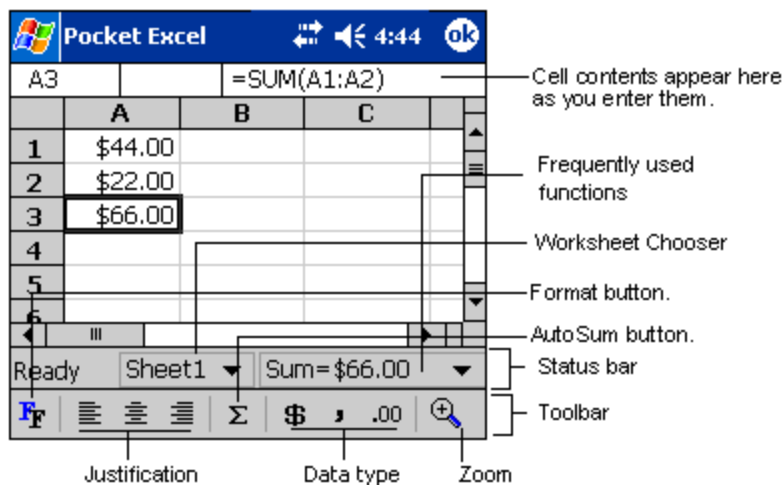 Pocket Excel 4:44 ok
A3 =SUM(A1:A2)
Cell contents appear here
as you enter them.
A B C
1 $44.00
2 $22.00
3 $66.00
4
5
6
Frequently used
functions
Worksheet Chooser
Format button.
AutoSum button.
Ready Sheet1 Sum=$66.00
Status bar
FF Σ $ , .00
Toolbar
Justification Data type Zoom